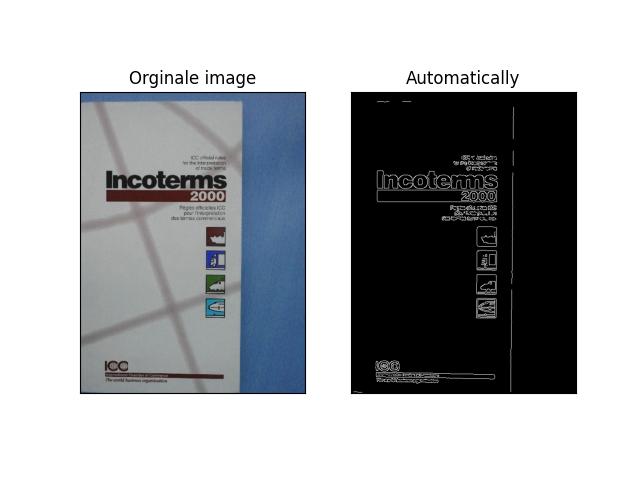 Orginale image
ICC official rules
for the interpretation
of trade terms
Incoterms
2000
Règles officielles ICC
pour l'interprétation
des termes commerciaux
ICC
International Chamber of Commerce
The world business organization
Automatically
Incoterms
2000
ICC